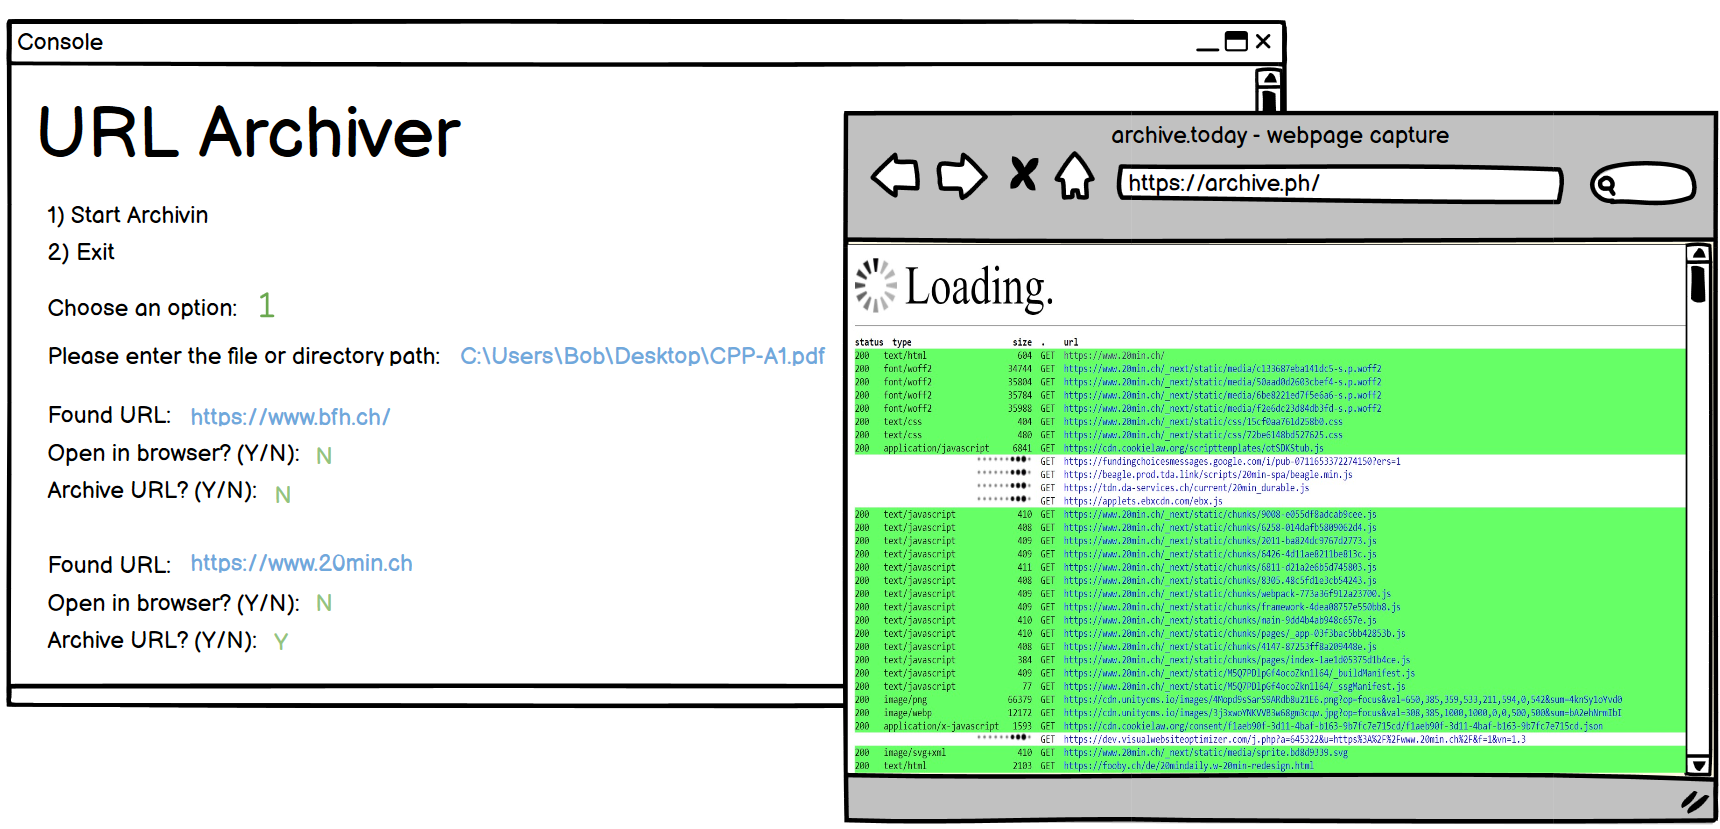 Console
URL Archiver
1) Start Archivin
2) Exit
Choose an option: 1
Please enter the file or directory path: C:\Users\Bob\Desktop\CPP-A1.pdf
Found URL: https://www.bfh.ch/
Open in browser? (Y/N): N
Archive URL? (Y/N): N
Found URL: https://www.20min.ch
Open in browser? (Y/N): N
Archive URL? (Y/N): Y
archive.today - webpage capture
https://archive.ph/
Loading.
status type size . url
200 text/html 604 GET https://www.20min.ch/
200 font/woff2 34744 GET https://www.20min.ch/_next/static/media/c133687eba141dc5-s.p.woff2
200 font/woff2 35804 GET https://www.20min.ch/_next/static/media/50aad0d2603cbef4-s.p.woff2
200 font/woff2 35784 GET https://www.20min.ch/_next/static/media/6be8221ed7f5e6a6-s.p.woff2
200 font/woff2 35988 GET https://www.20min.ch/_next/static/media/f2e6dc23d84db3fd-s.p.woff2
200 text/css 404 GET https://www.20min.ch/_next/static/css/15cf0aa761d258b0.css
200 text/css 480 GET https://www.20min.ch/_next/static/css/72be6148bd527625.css
200 application/javascript 6841 GET https://cdn.cookielaw.org/scripttemplates/otSDKStub.js
GET https://fundingchoicesmessages.google.com/i/pub-0711653372274150?ers=1
GET https://beagle.prod.tda.link/scripts/20min-spa/beagle.min.js
GET https://tdn.da-services.ch/current/20min_durable.js
GET https://applets.ebxcdn.com/ebx.js
200 text/javascript 410 GET https://www.20min.ch/_next/static/chunks/9008-e055df8adcab9cee.js
200 text/javascript 408 GET https://www.20min.ch/_next/static/chunks/6258-014dafb5809062d4.js
200 text/javascript 409 GET https://www.20min.ch/_next/static/chunks/2011-ba824dc9767d2773.js
200 text/javascript 409 GET https://www.20min.ch/_next/static/chunks/6426-4d11ae8211be813c.js
200 text/javascript 411 GET https://www.20min.ch/_next/static/chunks/6811-d21a2e6b5d745803.js
200 text/javascript 408 GET https://www.20min.ch/_next/static/chunks/8305.48c5fd1e3cb54243.js
200 text/javascript 409 GET https://www.20min.ch/_next/static/chunks/webpack-773a36f912a23700.js
200 text/javascript 409 GET https://www.20min.ch/_next/static/chunks/framework-4dea08757e550bb8.js
200 text/javascript 410 GET https://www.20min.ch/_next/static/chunks/main-9dd4b4ab948c657e.js
200 text/javascript 410 GET https://www.20min.ch/_next/static/chunks/pages/_app-03f3bac5bb42853b.js
200 text/javascript 408 GET https://www.20min.ch/_next/static/chunks/4147-87253ff8a209448e.js
200 text/javascript 384 GET https://www.20min.ch/_next/static/chunks/pages/index-1ae1d05375d1b4ce.js
200 text/javascript 409 GET https://www.20min.ch/_next/static/M5Q7PDlpGf4ocoZkn1l64/_buildManifest.js
200 text/javascript 77 GET https://www.20min.ch/_next/static/M5Q7PDlpGf4ocoZkn1l64/_ssgManifest.js
200 image/png 66379 GET https://cdn.unitycms.io/images/4Mopd9sSarS9ARdb8u21E6.png?op=focus&val=650,385,359,533,211,594,0,542&sum=4knSy1oYvd0
200 image/webp 12172 GET https://cdn.unitycms.io/images/3j3xwoYNKVVB3w68gm3cqw.jpg?op=focus&val=308,385,1000,1000,0,0,500,500&sum=bA2ehNrmIbI
200 application/x-javascript 1593 GET https://cdn.cookielaw.org/consent/f1aeb90f-3d11-4baf-b163-9b7fc7e715cd/f1aeb90f-3d11-4baf-b163-9b7fc7e715cd.json
GET https://dev.visualwebsiteoptimizer.com/j.php?a=645322&u=https%3A%2F%2Fwww.20min.ch%2F&f=1&vn=1.3
200 image/svg+xml 410 GET https://www.20min.ch/_next/static/media/sprite.bd8d9339.svg
200 text/html 2103 GET https://fooby.ch/de/20mindaily.w-20min-redesign.html